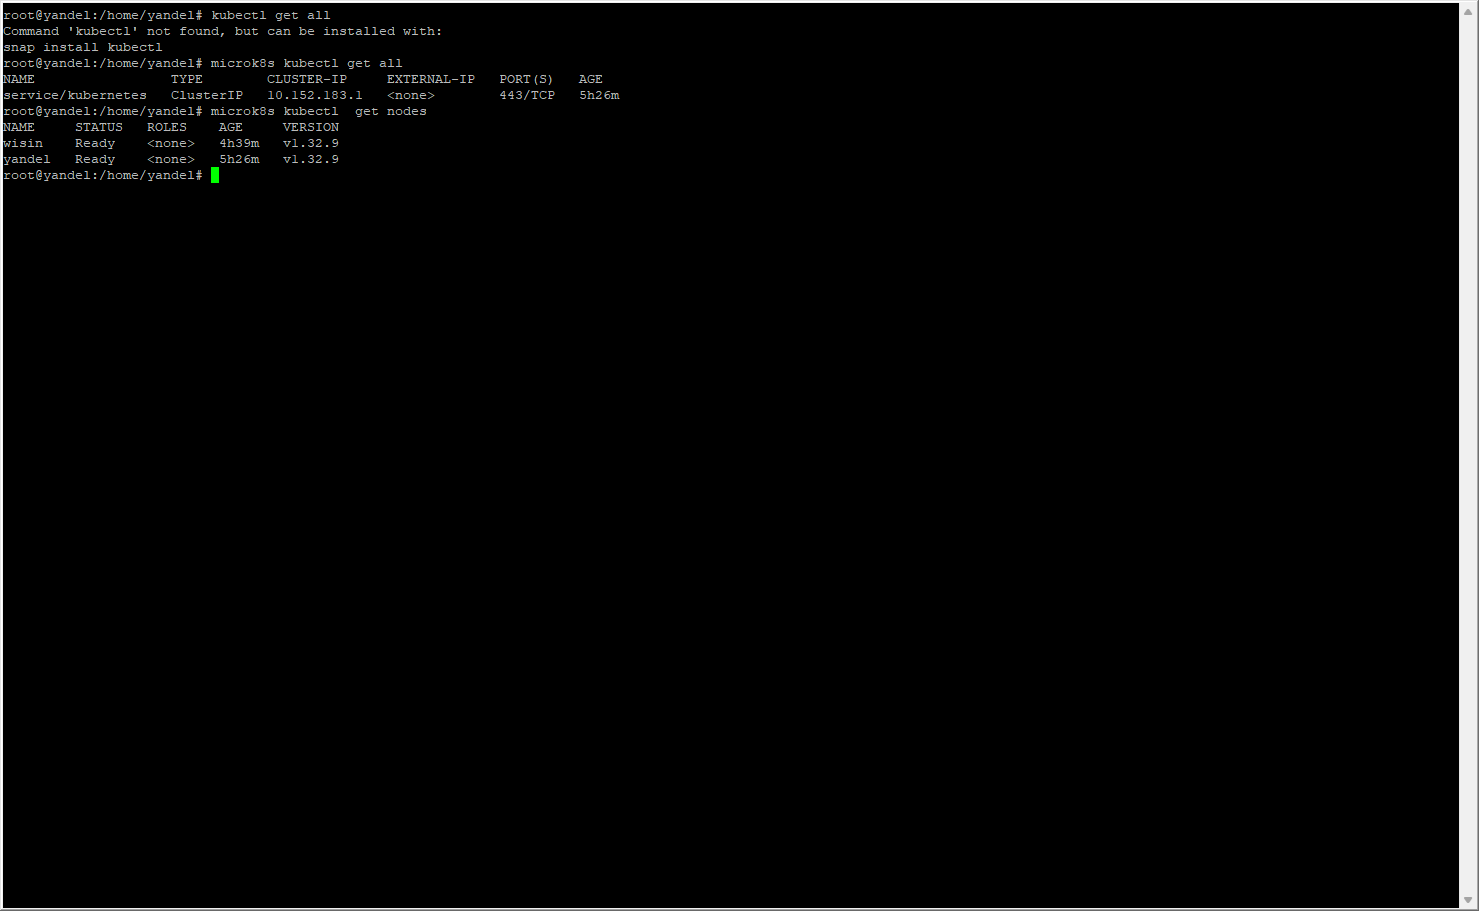 root@yandel:/home/yandel# kubectl get all
Command 'kubectl' not found, but can be installed with:
snap install kubectl
root@yandel:/home/yandel# microk8s kubectl get all
NAME                 TYPE        CLUSTER-IP     EXTERNAL-IP   PORT(S)   AGE
service/kubernetes   ClusterIP   10.152.183.1   <none>        443/TCP   5h26m
root@yandel:/home/yandel# microk8s kubectl  get nodes
NAME     STATUS   ROLES    AGE     VERSION
wisin    Ready    <none>   4h39m   v1.32.9
yandel   Ready    <none>   5h26m   v1.32.9
root@yandel:/home/yandel#